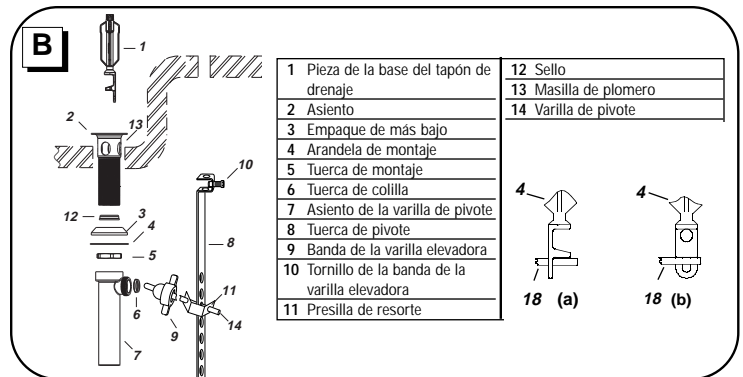 B
1
2
13
12
3
4
5
6
7
9
10
8
11
14
1 Pieza de la base del tapón de
drenaje
2 Asiento
3 Empaque de más bajo
4 Arandela de montaje
5 Tuerca de montaje
6 Tuerca de colilla
7 Asiento de la varilla de pivote
8 Tuerca de pivote
9 Banda de la varilla elevadora
10 Tornillo de la banda de la
varilla elevadora
11 Presilla de resorte
12 Sello
13 Masilla de plomero
14 Varilla de pivote
4
18 (a)
4
18 (b)